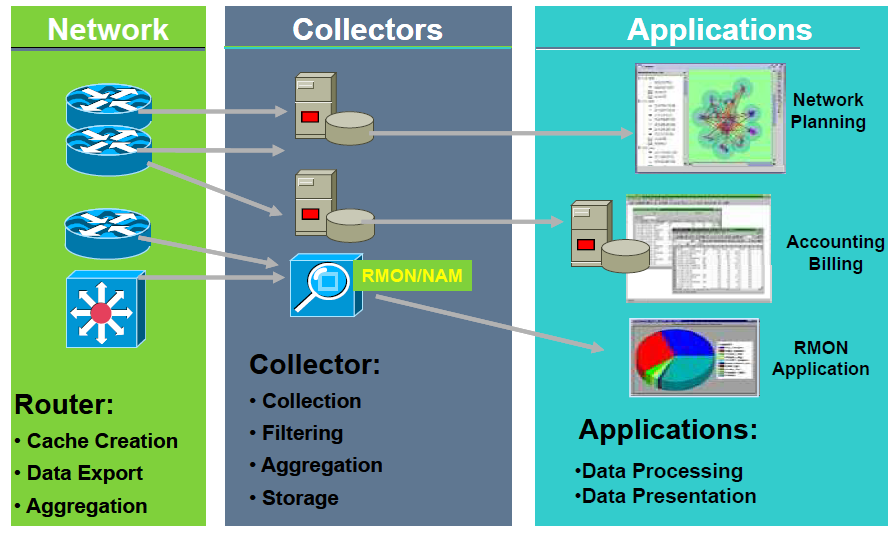 Network
Collectors
Applications
Network
Planning
Accounting
Billing
RMON/NAM
RMON
Application
Router:
• Cache Creation
• Data Export
• Aggregation
Collector:
• Collection
• Filtering
• Aggregation
• Storage
Applications:
•Data Processing
•Data Presentation